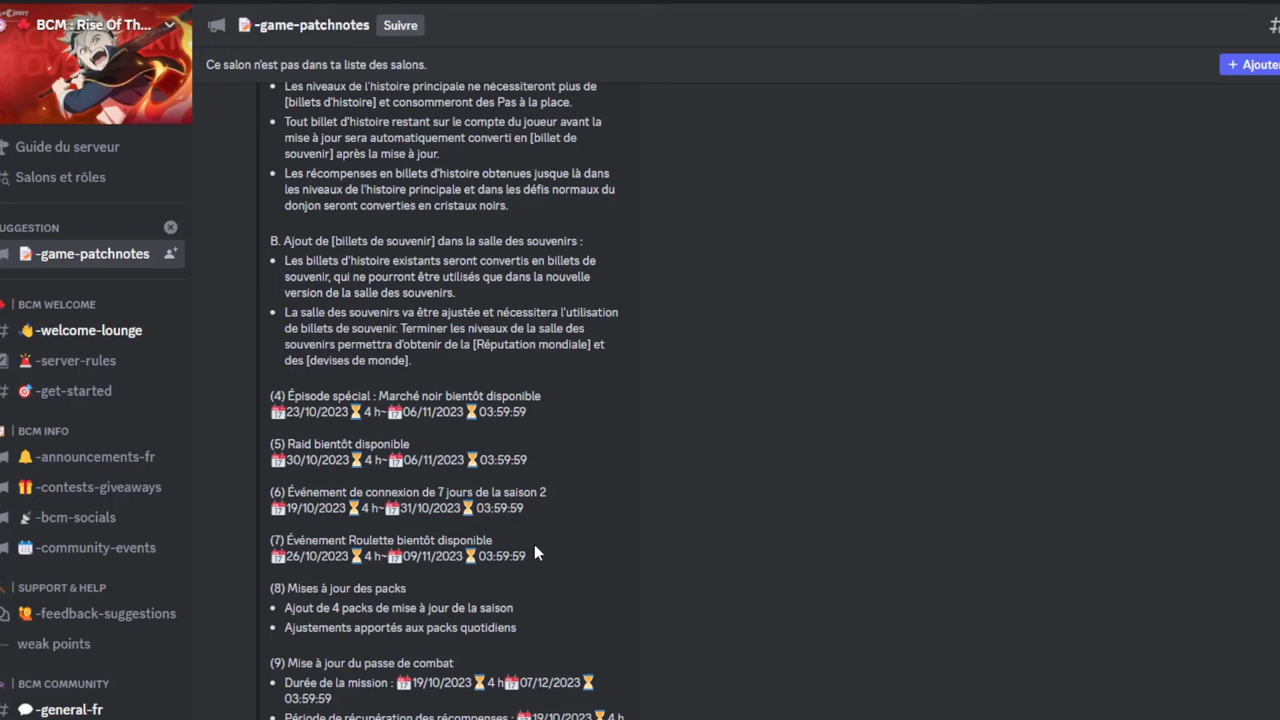 BCM : Rise Of Th...
Guide du serveur
Salons et rôles
UGGESTION
-game-patchnotes
BCM WELCOME
-welcome-lounge
-server-rules
-get-started
BCM INFO
-announcements-fr
-contests-giveaways
-bcm-socials
-community-events
SUPPORT & HELP
-feedback-suggestions
weak points
BCM COMMUNITY
-general-fr
-game-patchnotes
Suivre
Ce salon n'est pas dans ta liste des salons.
+ Ajouter
• Les niveaux de l'histoire principale ne nécessiteront plus de
[billets d'histoire] et consommeront des Pas à la place.
• Tout billet d'histoire restant sur le compte du joueur avant la
mise à jour sera automatiquement converti en [billet de
souvenir] après la mise à jour.
• Les récompenses en billets d'histoire obtenues jusque là dans
les niveaux de l'histoire principale et dans les défis normaux du
donjon seront converties en cristaux noirs.
B. Ajout de [billets de souvenir] dans la salle des souvenirs :
• Les billets d'histoire existants seront convertis en billets de
souvenir, qui ne pourront être utilisés que dans la nouvelle
version de la salle des souvenirs.
• La salle des souvenirs va être ajustée et nécessitera l'utilisation
de billets de souvenir. Terminer les niveaux de la salle des
souvenirs permettra d'obtenir de la [Réputation mondiale] et
des [devises de monde].
(4) Épisode spécial : Marché noir bientôt disponible
📅23/10/2023⏳4 h~📅06/11/2023⏳03:59:59
(5) Raid bientôt disponible
📅30/10/2023⏳4 h~📅06/11/2023⏳03:59:59
(6) Événement de connexion de 7 jours de la saison 2
📅19/10/2023⏳4 h~📅31/10/2023⏳03:59:59
(7) Événement Roulette bientôt disponible
📅26/10/2023⏳4 h~📅09/11/2023⏳03:59:59
(8) Mises à jour des packs
• Ajout de 4 packs de mise à jour de la saison
• Ajustements apportés aux packs quotidiens
(9) Mise à jour du passe de combat
• Durée de la mission : 📅19/10/2023⏳4 h📅07/12/2023⏳
03:59:59
• Période de récupération des récompenses : 📅19/10/2023⏳4 h